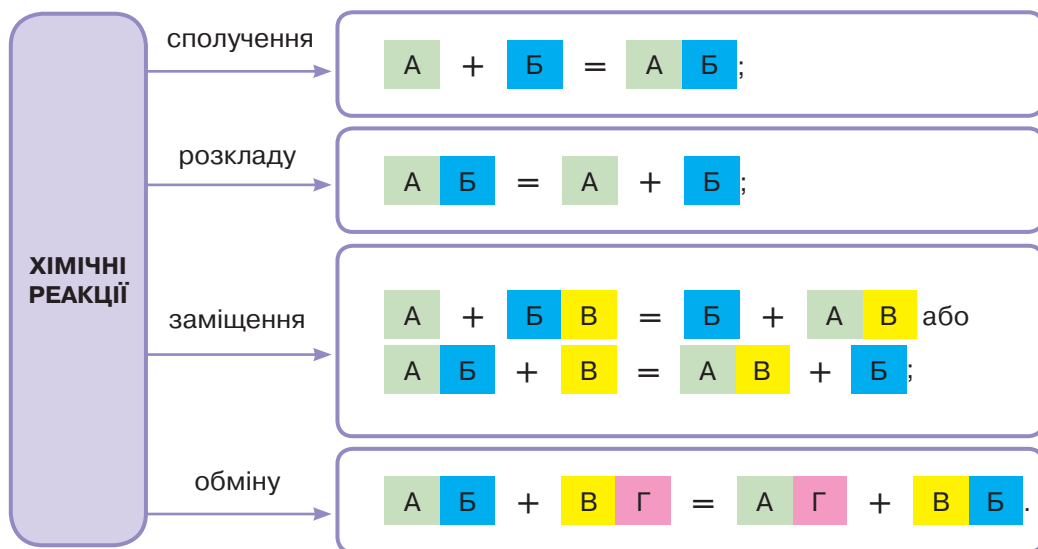 ХІМІЧНІ
РЕАКЦІЇ
сполучення
А + Б = А Б;
розкладу
А Б = А + Б;
заміщення
А + Б В = Б + А В або
А Б + В = А В + Б;
обміну
А Б + В Г = А Г + В Б.